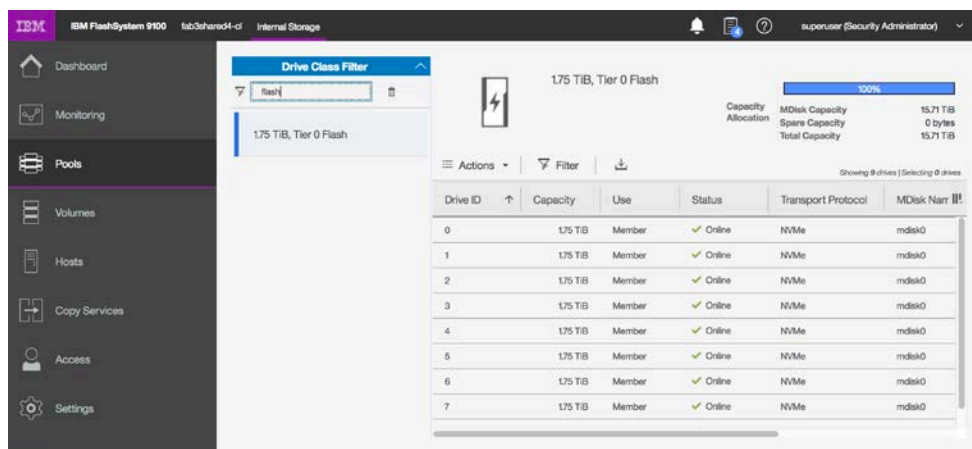 IBM IBM FlashSystem 9100 fab3shared4-cl Internal Storage 4 superuser (Security Administrator)
Dashboard
Monitoring
Pools
Volumes
Hosts
Copy Services
Access
Settings
Drive Class Filter
flash
1.75 TiB, Tier 0 Flash
1.75 TiB, Tier 0 Flash
Capacity Allocation
100%
MDisk Capacity 15.71 TiB
Spare Capacity 0 bytes
Total Capacity 15.71 TiB
Actions Filter
Showing 9 drives | Selecting 0 drives
Drive ID Capacity Use Status Transport Protocol MDisk Nam
0 1.75 TiB Member Online NVMe mdisk0
1 1.75 TiB Member Online NVMe mdisk0
2 1.75 TiB Member Online NVMe mdisk0
3 1.75 TiB Member Online NVMe mdisk0
4 1.75 TiB Member Online NVMe mdisk0
5 1.75 TiB Member Online NVMe mdisk0
6 1.75 TiB Member Online NVMe mdisk0
7 1.75 TiB Member Online NVMe mdisk0